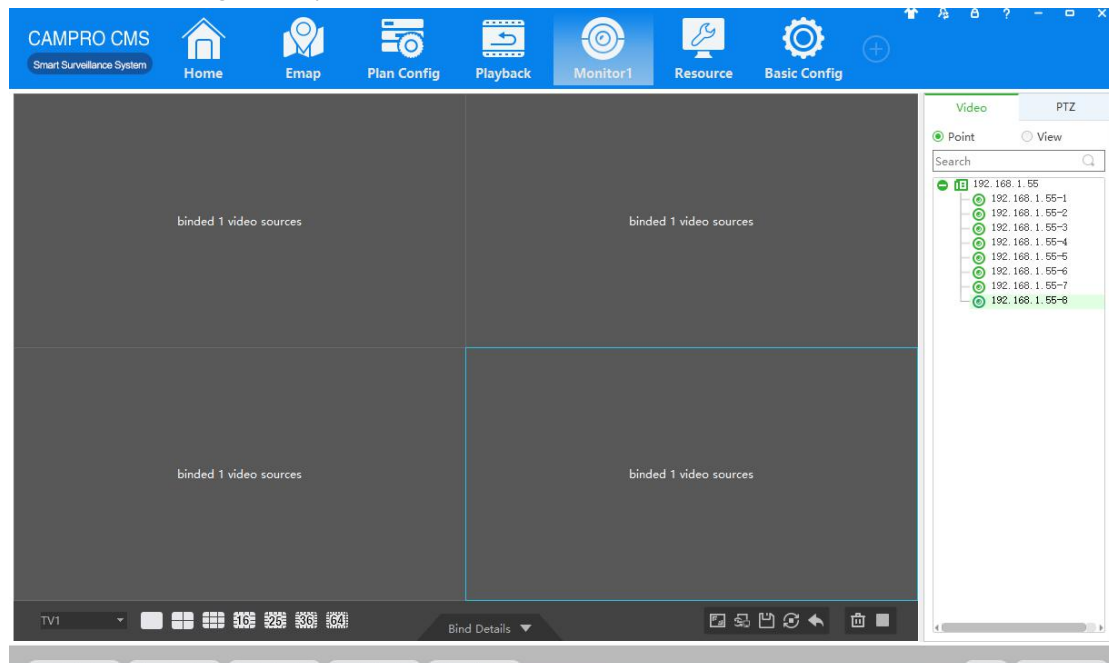 CAMPRO CMS
Smart Surveillance System
Home
Emap
Plan Config
Playback
Monitor1
Resource
Basic Config
?
Video
PTZ
Point
View
Search
192.168.1.55
192.168.1.55-1
192.168.1.55-2
192.168.1.55-3
192.168.1.55-4
192.168.1.55-5
192.168.1.55-6
192.168.1.55-7
192.168.1.55-8
binded 1 video sources
binded 1 video sources
binded 1 video sources
binded 1 video sources
TV1
16
25
36
64
Bind Details